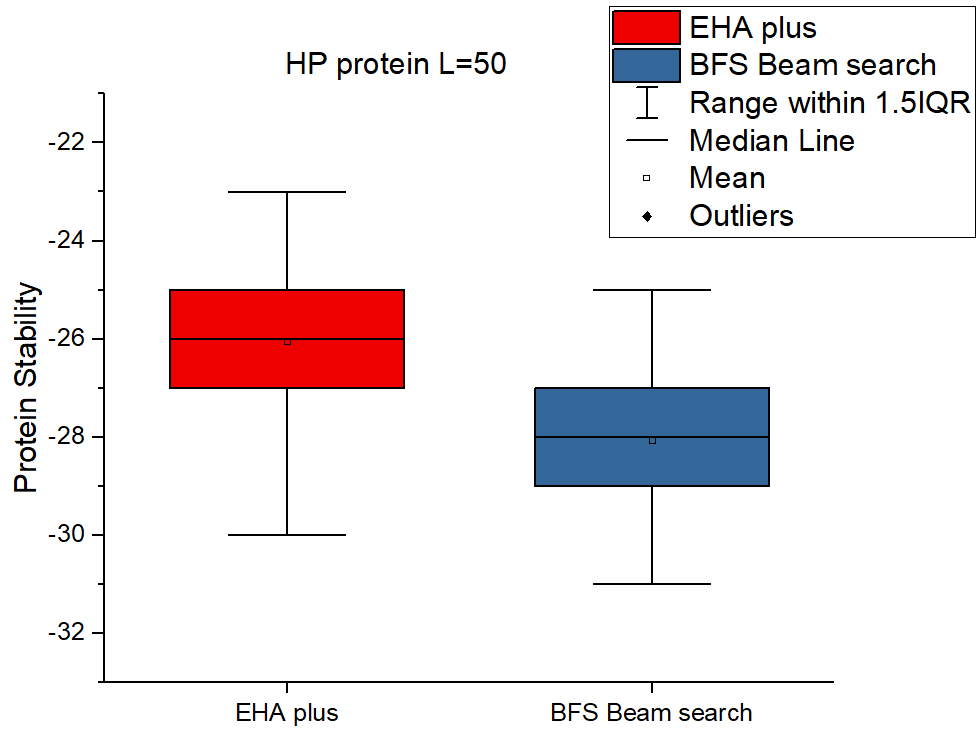 HP protein L=50
EHA plus
BFS Beam search
Range within 1.5IQR
Median Line
Mean
Outliers
Protein Stability
-22
-24
-26
-28
-30
-32
EHA plus
BFS Beam search